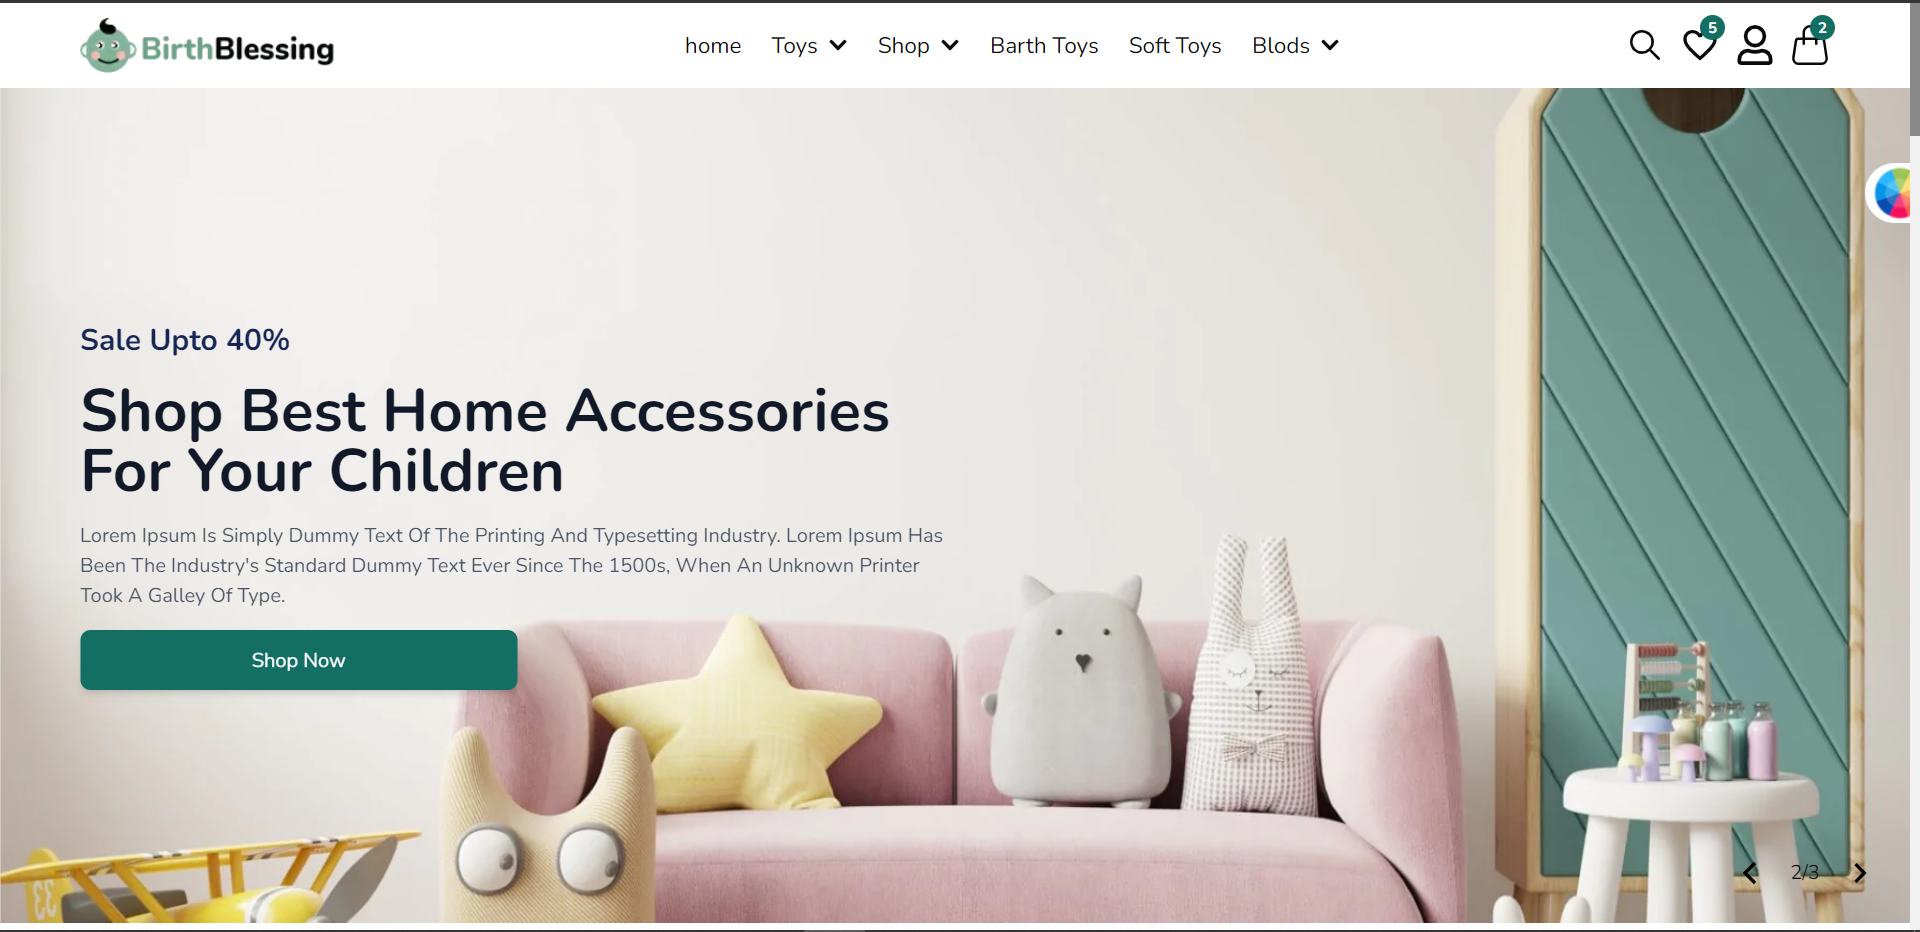 BirthBlessing
home Toys Shop Barth Toys Soft Toys Blods
5
2
Sale Upto 40%
Shop Best Home Accessories
For Your Children
Lorem Ipsum Is Simply Dummy Text Of The Printing And Typesetting Industry. Lorem Ipsum Has
Been The Industry's Standard Dummy Text Ever Since The 1500s, When An Unknown Printer
Took A Galley Of Type.
Shop Now
33
2/3